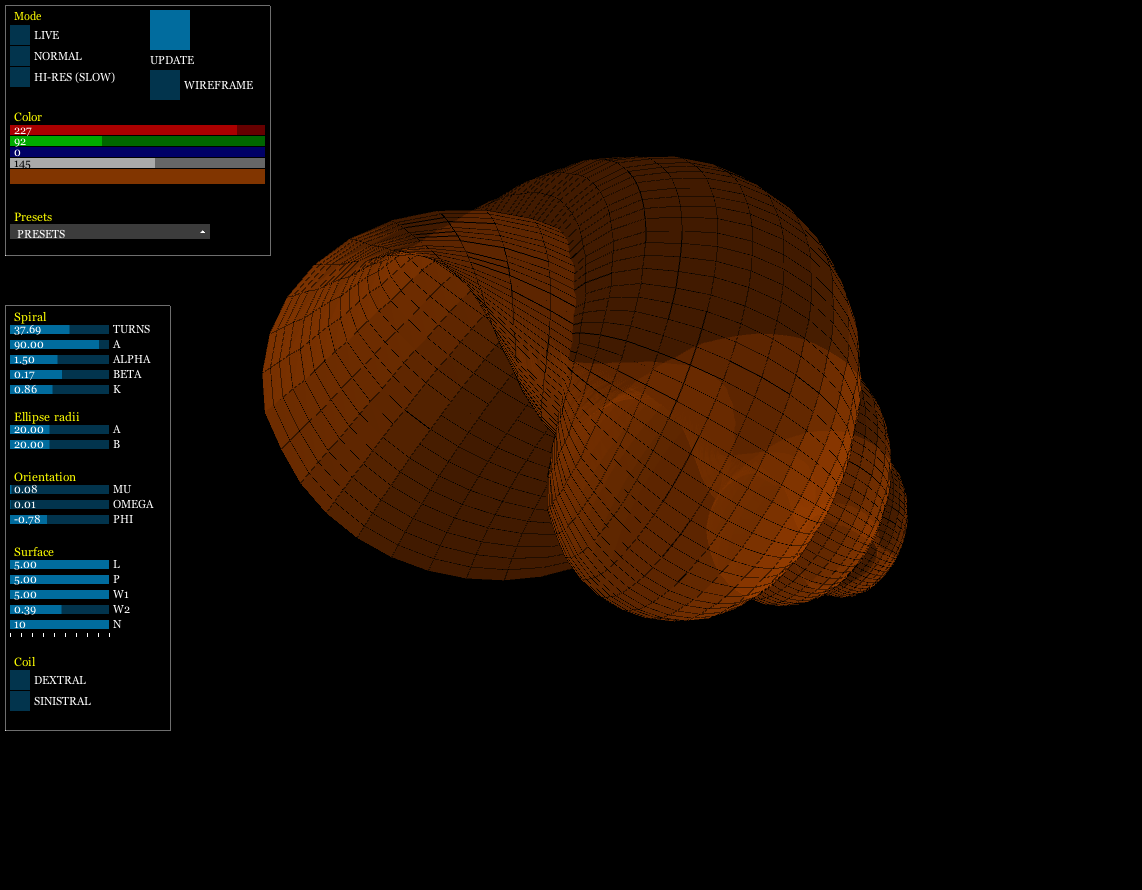 Mode
LIVE
NORMAL
HI-RES (SLOW)
UPDATE
WIREFRAME
Color
227
92
0
145
Presets
PRESETS
Spiral
37.69 TURNS
90.00 A
1.50 ALPHA
0.17 BETA
0.86 K
Ellipse radii
20.00 A
20.00 B
Orientation
0.08 MU
0.01 OMEGA
-0.78 PHI
Surface
5.00 L
5.00 P
5.00 W1
0.39 W2
10 N
Coil
DEXTRAL
SINISTRAL